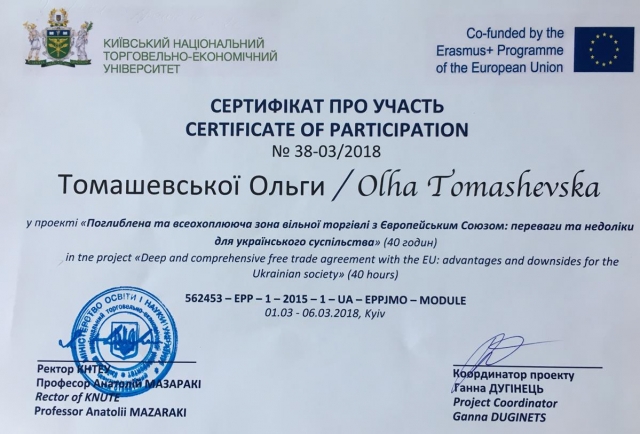 КИЇВСЬКИЙ НАЦІОНАЛЬНИЙ
ТОРГОВЕЛЬНО-ЕКОНОМІЧНИЙ
УНІВЕРСИТЕТ
Co-funded by the
Erasmus+ Programme
of the European Union
СЕРТИФІКАТ ПРО УЧАСТЬ
CERTIFICATE OF PARTICIPATION
№ 38-03/2018
Томашевської Ольги / Olha Tomashevska
у проекті «Поглиблена та всеохоплююча зона вільної торгівлі з Європейським Союзом: переваги та недоліки
для українського суспільства» (40 годин)
in tne project «Deep and comprehensive free trade agreement with the EU: advantages and downsides for the
Ukrainian society» (40 hours)
562453 – EPP – 1 – 2015 – 1 – UA – EPPJMO – MODULE
01.03 - 06.03.2018, Kyiv
МІНІСТЕРСТВО ОСВІТИ І НАУКИ УКРАЇНИ
Ректор КНТЕУ
Професор Анатолій МАЗАРАКІ
Rector of KNUTE
Professor Anatolii MAZARAKI
Координатор проекту
Ганна ДУГІНЕЦЬ
Project Coordinator
Ganna DUGINETS